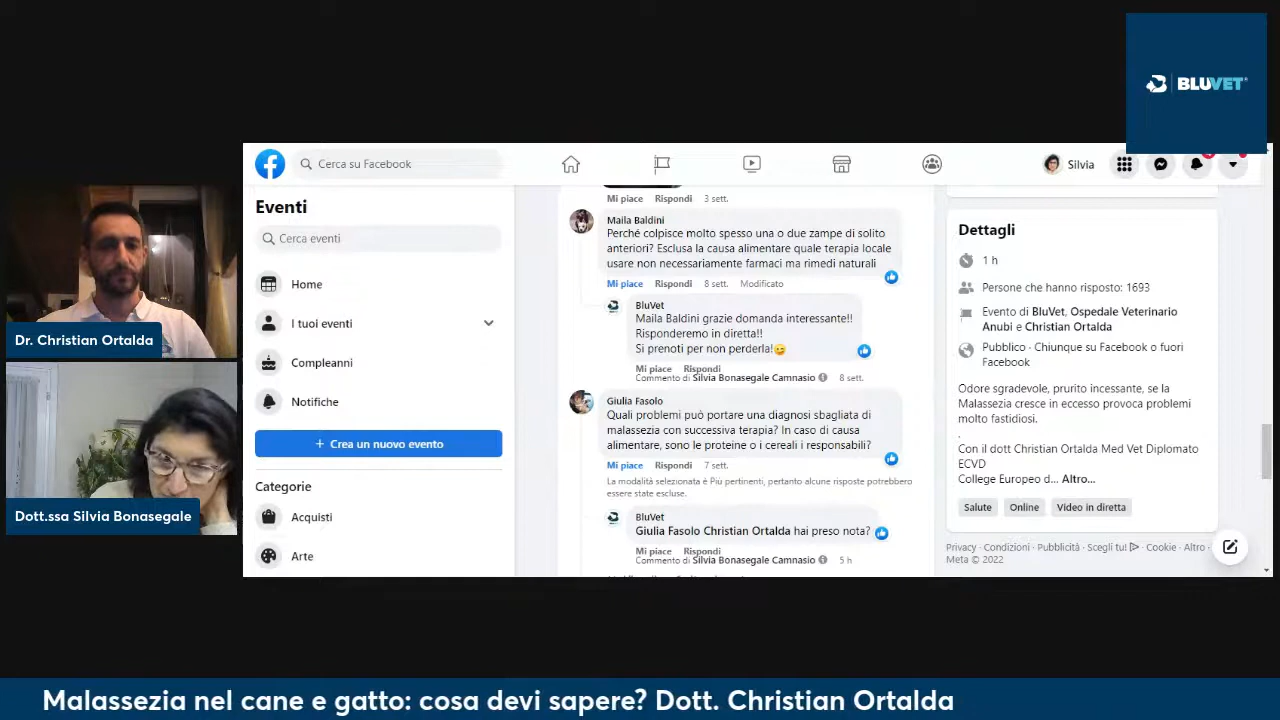 BLUVET
Cerca su Facebook
Silvia
Eventi
Cerca eventi
Home
I tuoi eventi
Compleanni
Notifiche
+ Crea un nuovo evento
Categorie
Acquisti
Arte
Mi piace Rispondi 3 sett.
Maila Baldini
Perché colpisce molto spesso una o due zampe di solito
anteriori? Esclusa la causa alimentare quale terapia locale
usare non necessariamente farmaci ma rimedi naturali
Mi piace Rispondi 8 sett. Modificato
BluVet
Maila Baldini grazie domanda interessante!!
Risponderemo in diretta!!
Si prenoti per non perderla!😉
Mi piace Rispondi
Commento di Silvia Bonasegale Camnasio 8 sett.
Giulia Fasolo
Quali problemi può portare una diagnosi sbagliata di
malassezia con successiva terapia? In caso di causa
alimentare, sono le proteine o i cereali i responsabili?
Mi piace Rispondi 7 sett.
La modalità selezionata è Più pertinenti, pertanto alcune risposte potrebbero
essere state escluse.
BluVet
Giulia Fasolo Christian Ortalda hai preso nota?
Mi piace Rispondi
Commento di Silvia Bonasegale Camnasio 5 h
Dettagli
1 h
Persone che hanno risposto: 1693
Evento di BluVet, Ospedale Veterinario
Anubi e Christian Ortalda
Pubblico · Chiunque su Facebook o fuori
Facebook
Odore sgradevole, prurito incessante, se la
Malassezia cresce in eccesso provoca problemi
molto fastidiosi.
.
Con il dott Christian Ortalda Med Vet Diplomato
ECVD
College Europeo d... Altro...
Salute Online Video in diretta
Privacy · Condizioni · Pubblicità · Scegli tu! · Cookie · Altro ·
Meta © 2022
Dr. Christian Ortalda
Dott.ssa Silvia Bonasegale
Malassezia nel cane e gatto: cosa devi sapere? Dott. Christian Ortalda